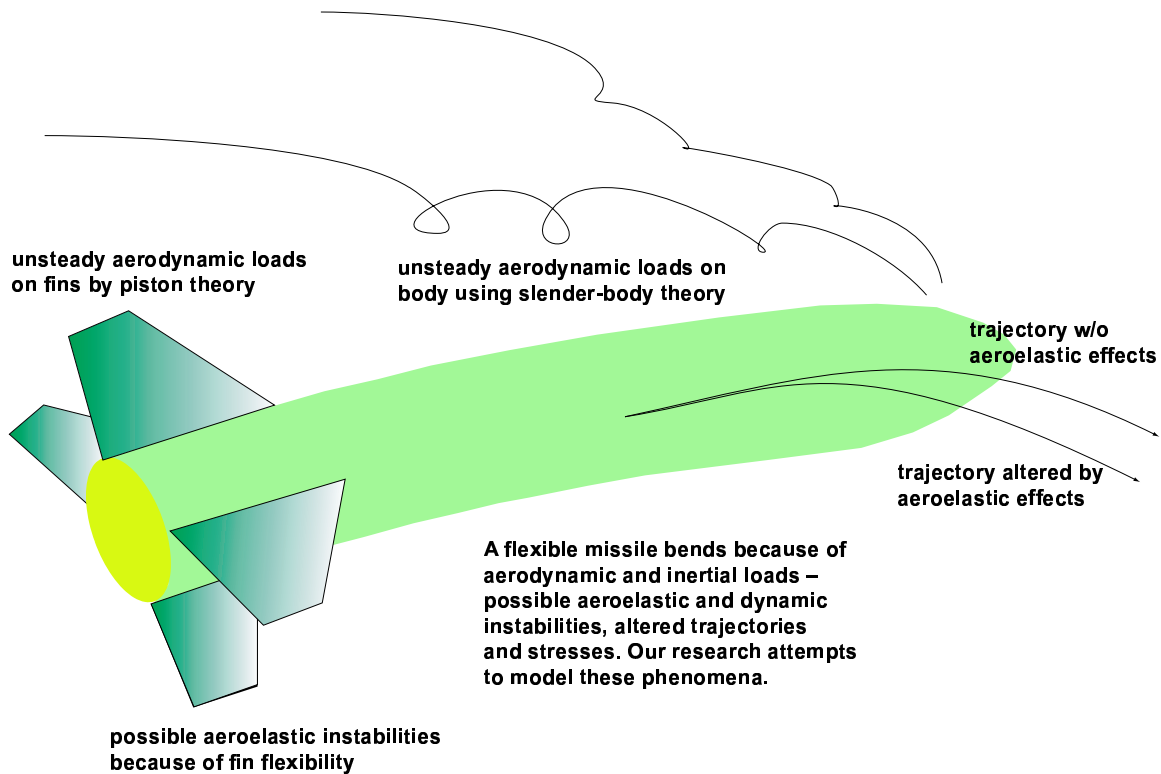 unsteady aerodynamic loads
on fins by piston theory
unsteady aerodynamic loads on
body using slender-body theory
trajectory w/o
aeroelastic effects
trajectory altered by
aeroelastic effects
A flexible missile bends because of
aerodynamic and inertial loads –
possible aeroelastic and dynamic
instabilities, altered trajectories
and stresses. Our research attempts
to model these phenomena.
possible aeroelastic instabilities
because of fin flexibility